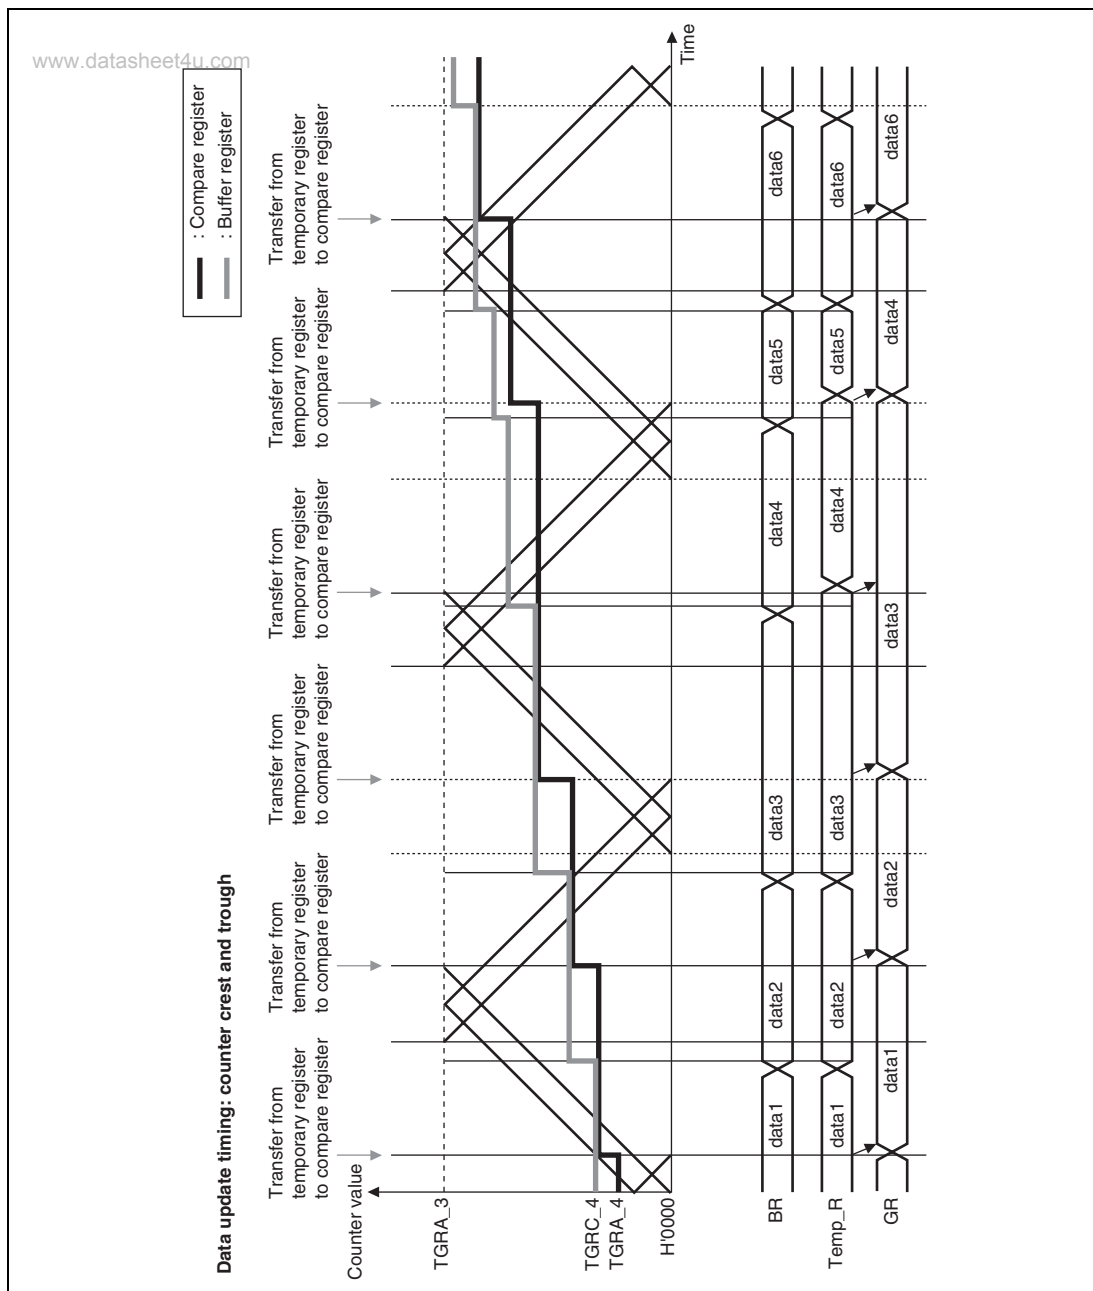 www.datasheet4u.com
Data update timing: counter crest and trough
: Compare register
: Buffer register
Transfer from
temporary register
to compare register
Transfer from
temporary register
to compare register
Transfer from
temporary register
to compare register
Transfer from
temporary register
to compare register
Transfer from
temporary register
to compare register
Transfer from
temporary register
to compare register
Counter value
TGRA_3
TGRC_4
TGRA_4
H'0000
Time
BR
data1
data2
data3
data4
data5
data6
Temp_R
data1
data2
data3
data4
data5
data6
GR
data1
data2
data3
data4
data6